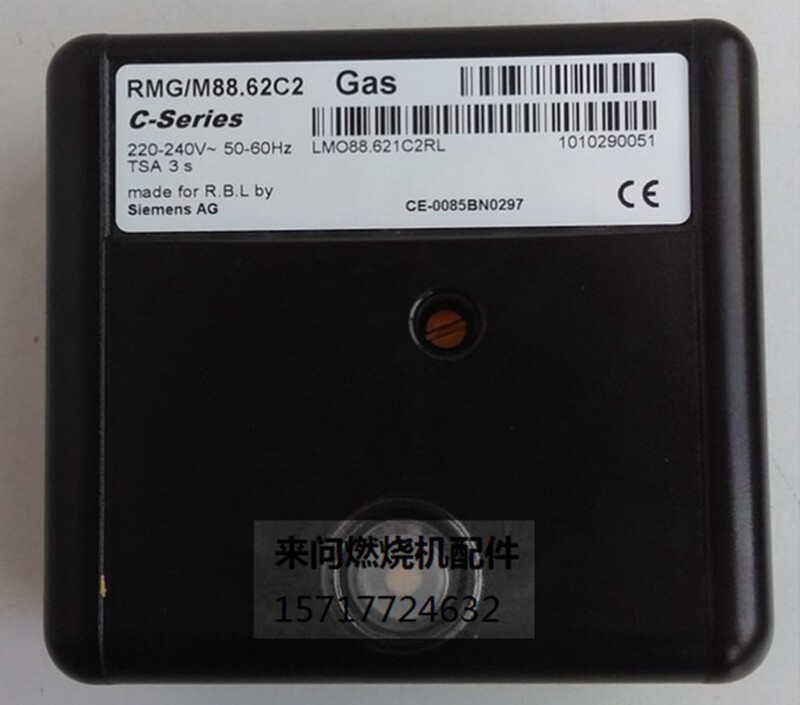 RMG/M88.62C2 Gas
C-Series
220-240V~ 50-60Hz LMO88.621C2RL 1010290051
TSA 3 s
made for R.B.L by
Siemens AG CE-0085BN0297 CE
来问燃烧机配件
15717724632